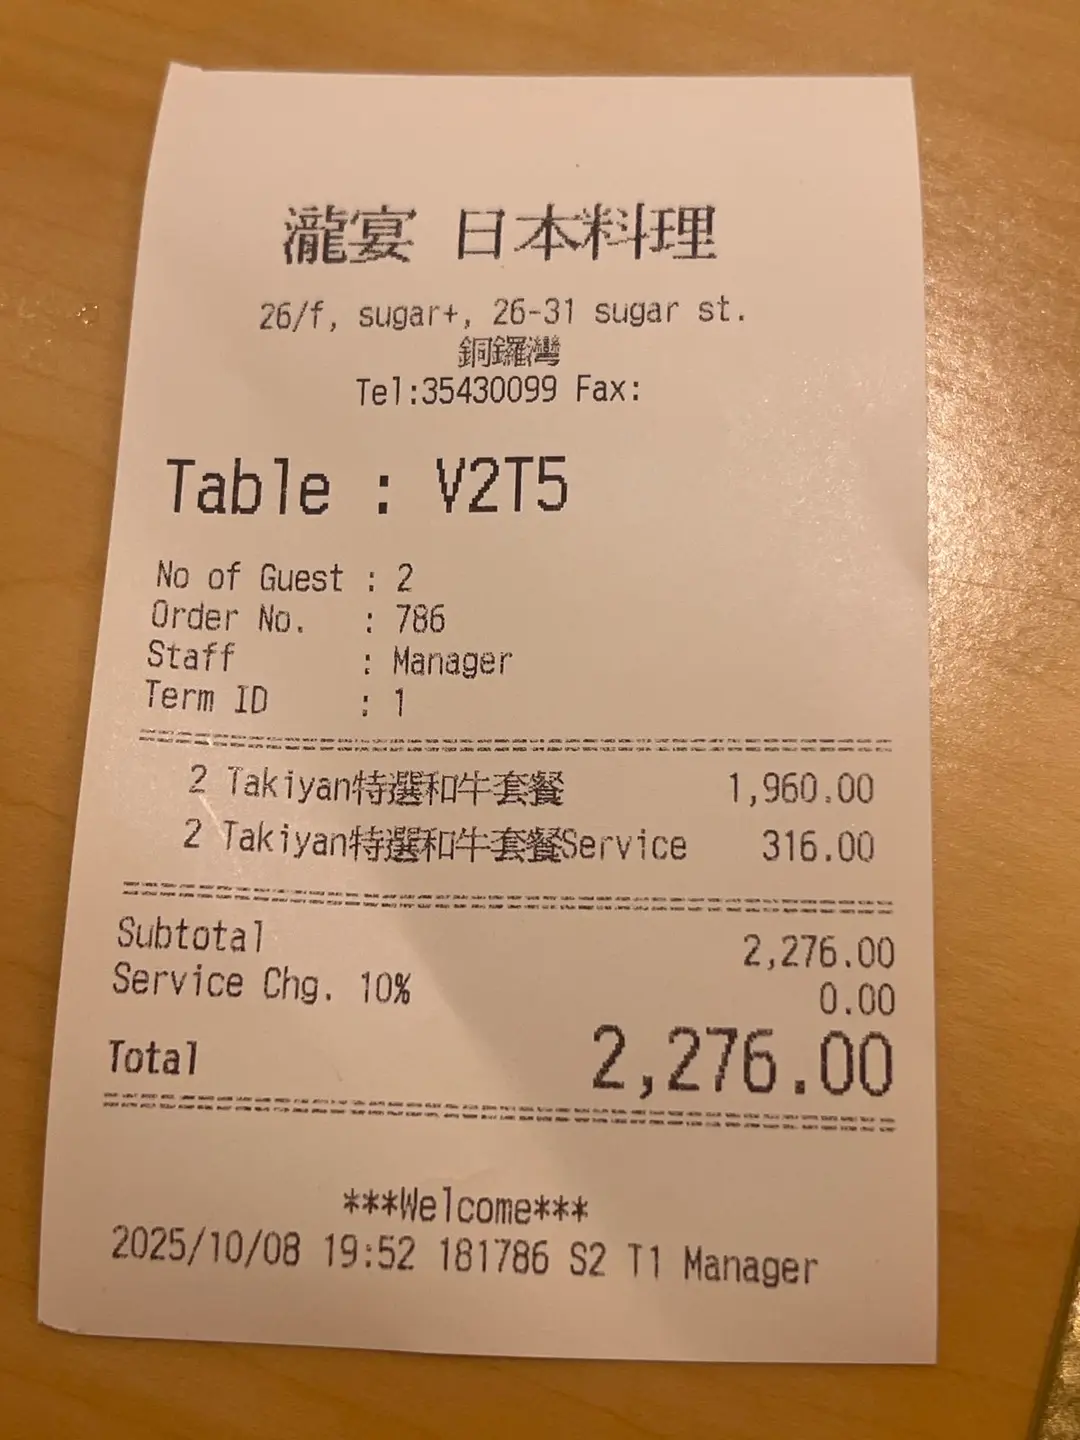 瀧宴 日本料理
26/f, sugar+, 26-31 sugar st.
銅鑼灣
Tel:35430099 Fax:
Table : V2T5
No of Guest : 2
Order No. : 786
Staff : Manager
Term ID : 1
2 Takiyan特選和牛套餐 1,960.00
2 Takiyan特選和牛套餐Service 316.00
Subtotal 2,276.00
Service Chg. 10% 0.00
Total 2,276.00
***Welcome***
2025/10/08 19:52 181786 S2 T1 Manager